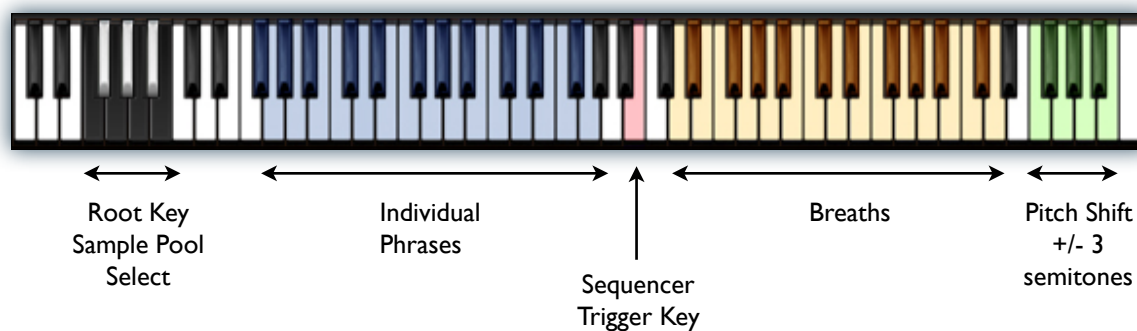 Root Key
Sample Pool
Select
Individual
Phrases
Sequencer
Trigger Key
Breaths
Pitch Shift
+/- 3
semitones